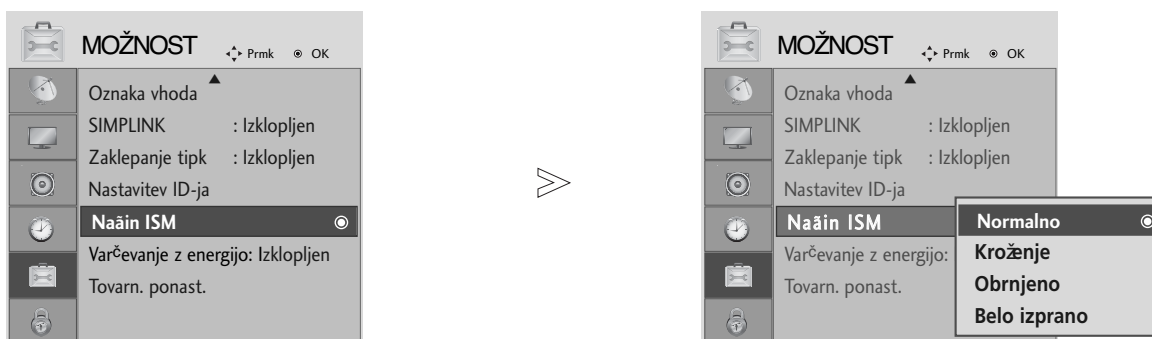 MOŽNOST Prmk OK
Oznaka vhoda
SIMPLINK : Izklopljen
Zaklepanje tipk : Izklopljen
Nastavitev ID-ja
Naãin ISM
Varčevanje z energijo: Izklopljen
Tovarn. ponast.
MOŽNOST Prmk OK
Oznaka vhoda
SIMPLINK : Izklopljen
Zaklepanje tipk : Izklopljen
Nastavitev ID-ja
Naãin ISM
Varčevanje z energijo:
Tovarn. ponast.
Normalno
Kroženje
Obrnjeno
Belo izprano